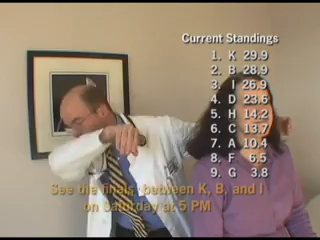 Current Standings
1. K 29.9
2. B 28.9
3. I 26.9
4. D 23.6
5. H 14.2
6. C 13.7
7. A 10.4
8. F 6.5
9. G 3.8
See the finals between K, B, and I
on Saturday at 5 PM